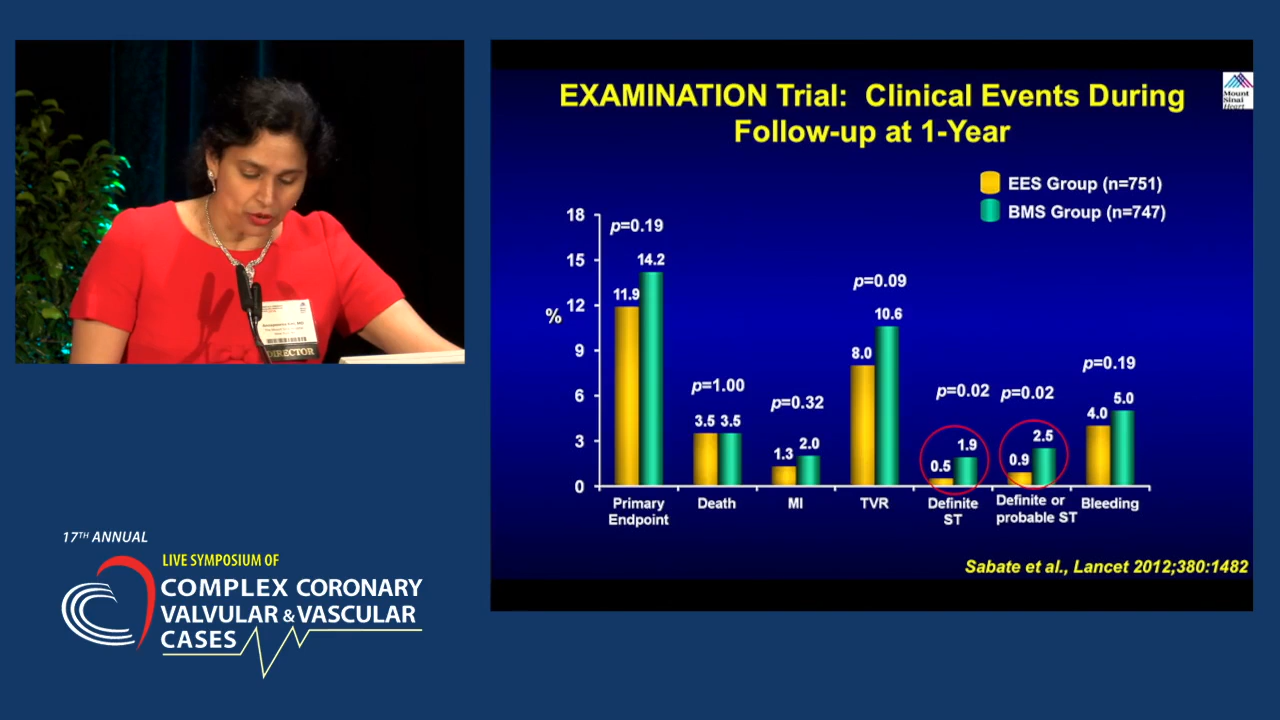 EXAMINATION Trial: Clinical Events During
Follow-up at 1-Year
Mount
Sinai
Heart
EES Group (n=751)
BMS Group (n=747)
%
18
15
12
9
6
3
0
p=0.19
11.9
14.2
Primary
Endpoint
p=1.00
3.5
3.5
Death
p=0.32
1.3
2.0
MI
p=0.09
8.0
10.6
TVR
p=0.02
0.5
1.9
Definite
ST
p=0.02
0.9
2.5
Definite or
probable ST
p=0.19
4.0
5.0
Bleeding
Sabate et al., Lancet 2012;380:1482
DIRECTOR
17TH ANNUAL
LIVE SYMPOSIUM OF
COMPLEX CORONARY
VALVULAR & VASCULAR
CASES